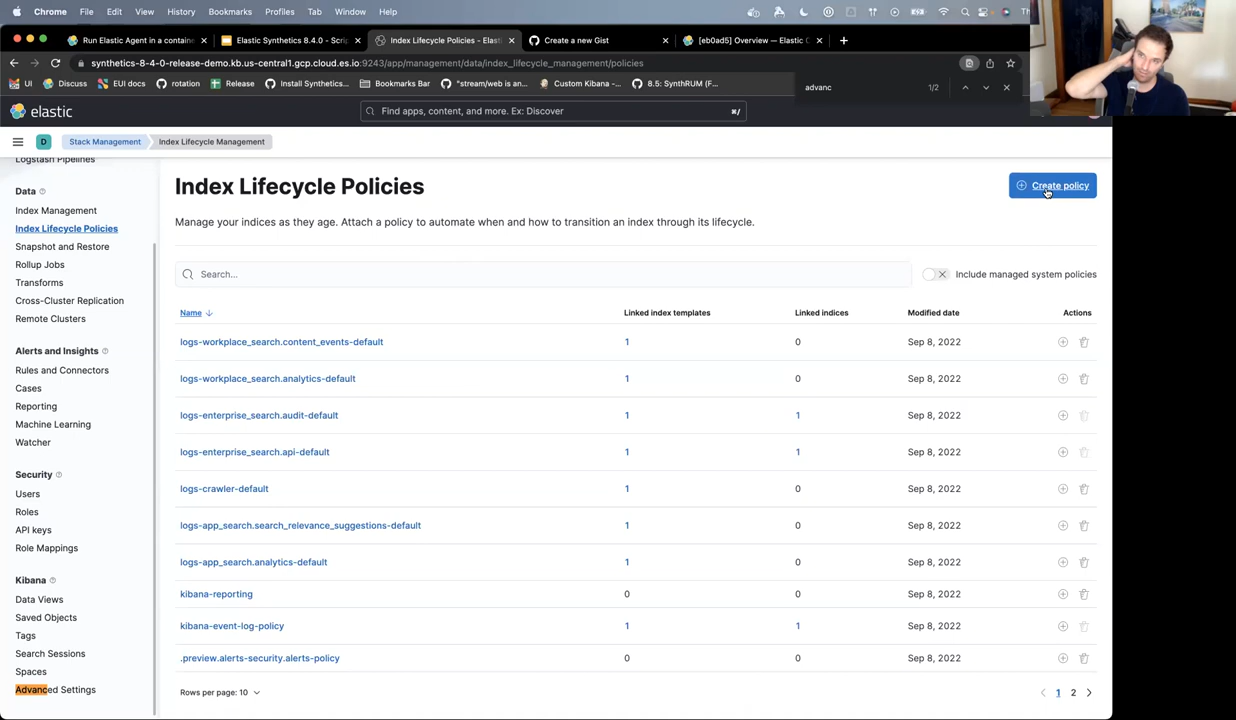 Chrome File Edit View History Bookmarks Profiles Tab Window Help Th
Run Elastic Agent in a containe Elastic Synthetics 8.4.0 - Scri Index Lifecycle Policies - Elast Create a new Gist [eb0ad5] Overview — Elastic C
synthetics-8-4-0-release-demo.kb.us-central1.gcp.cloud.es.io:9243/app/management/data/index_lifecycle_management/policies
UI Discuss EUI docs rotation Release Install Synthetics... Bookmarks Bar "stream/web is an... Custom Kibana -... 8.5: SynthRUM (F...
advanc 1/2
elastic
Find apps, content, and more. Ex: Discover ⌘/
D Stack Management Index Lifecycle Management
Logstash Pipelines
Data
Index Management
Index Lifecycle Policies
Snapshot and Restore
Rollup Jobs
Transforms
Cross-Cluster Replication
Remote Clusters
Alerts and Insights
Rules and Connectors
Cases
Reporting
Machine Learning
Watcher
Security
Users
Roles
API keys
Role Mappings
Kibana
Data Views
Saved Objects
Tags
Search Sessions
Spaces
Advanced Settings
Index Lifecycle Policies
Create policy
Manage your indices as they age. Attach a policy to automate when and how to transition an index through its lifecycle.
Search...
Include managed system policies
Name Linked index templates Linked indices Modified date Actions
logs-workplace_search.content_events-default 1 0 Sep 8, 2022
logs-workplace_search.analytics-default 1 0 Sep 8, 2022
logs-enterprise_search.audit-default 1 1 Sep 8, 2022
logs-enterprise_search.api-default 1 1 Sep 8, 2022
logs-crawler-default 1 0 Sep 8, 2022
logs-app_search.search_relevance_suggestions-default 1 0 Sep 8, 2022
logs-app_search.analytics-default 1 0 Sep 8, 2022
kibana-reporting 0 0 Sep 8, 2022
kibana-event-log-policy 1 1 Sep 8, 2022
.preview.alerts-security.alerts-policy 0 0 Sep 8, 2022
Rows per page: 10
1 2